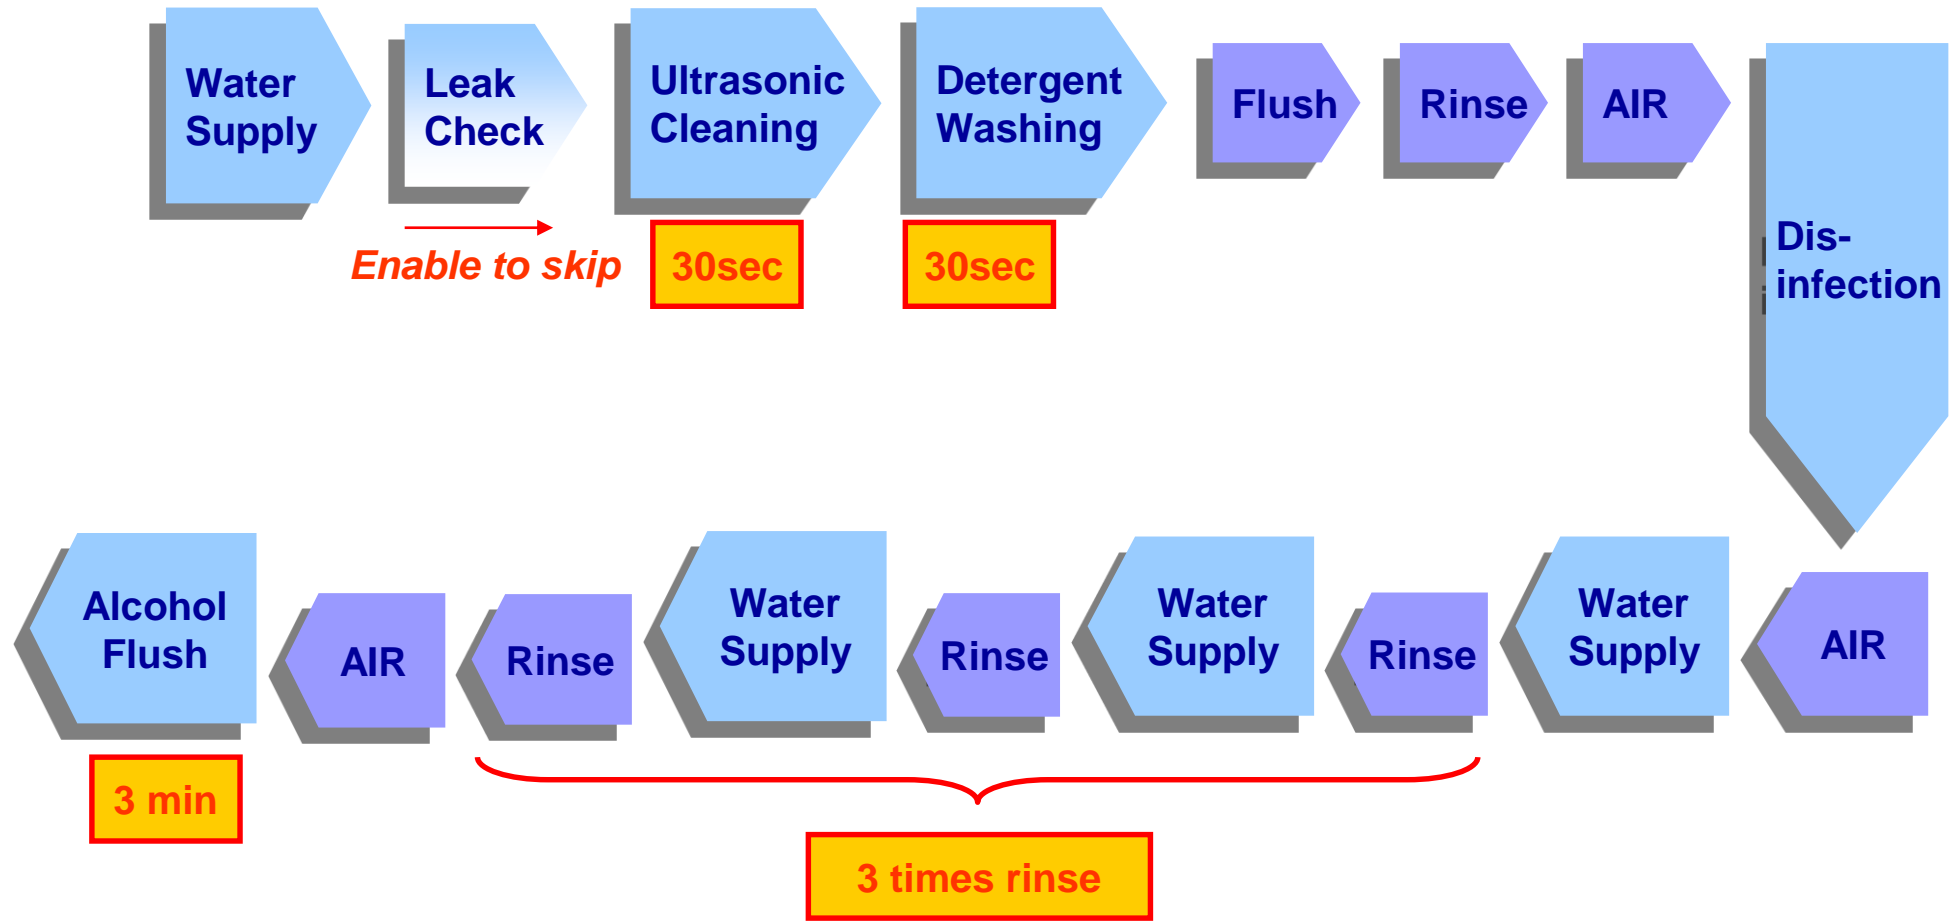 Water
Supply
Leak
Check
Enable to skip
Ultrasonic
Cleaning
30sec
Detergent
Washing
30sec
Flush
Rinse
AIR
Dis-
infection
AIR
Water
Supply
Rinse
Water
Supply
Rinse
Water
Supply
Rinse
3 times rinse
AIR
Alcohol
Flush
3 min